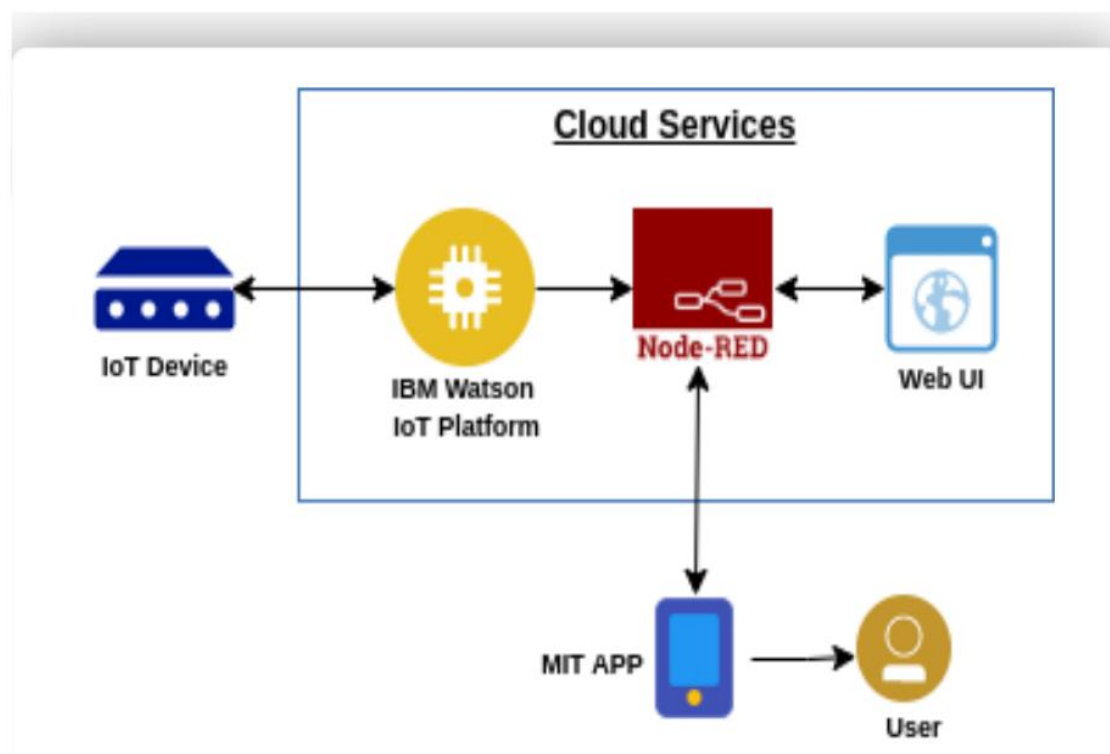 Cloud Services
IoT Device
IBM Watson
IoT Platform
Node-RED
Web UI
MIT APP
User